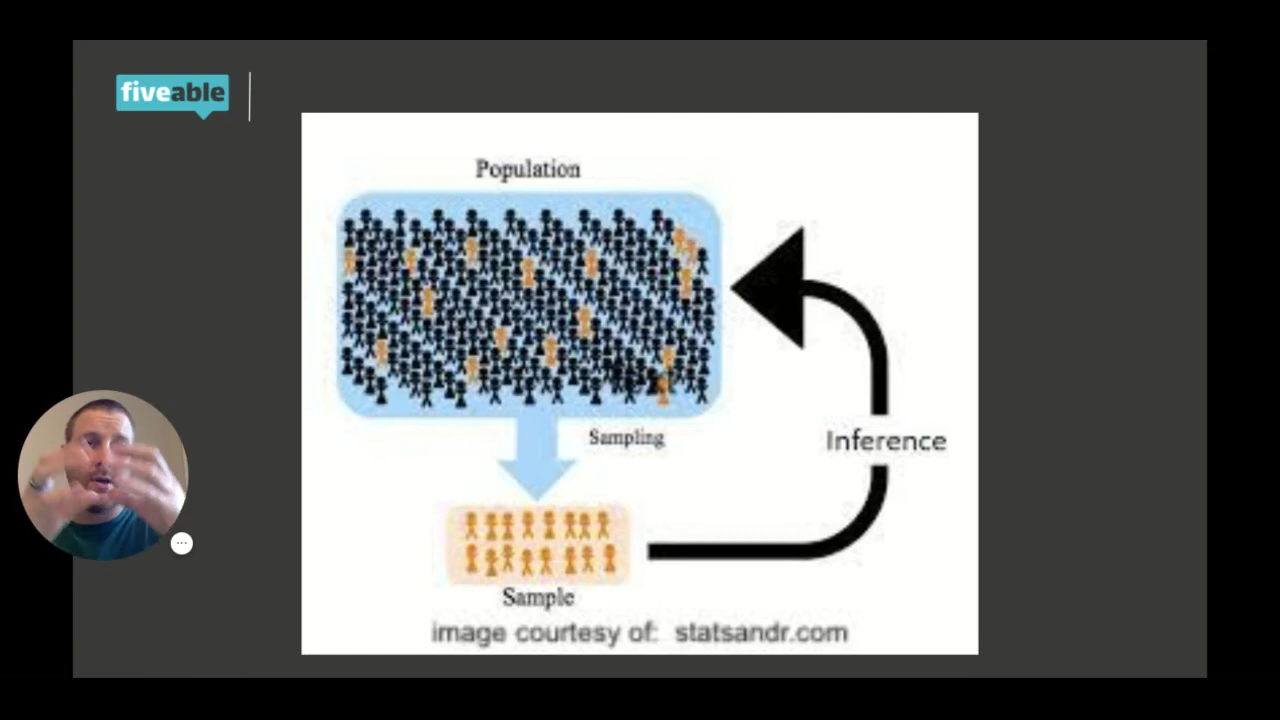 fiveable
Population
Sampling
Inference
Sample
image courtesy of: statsandr.com